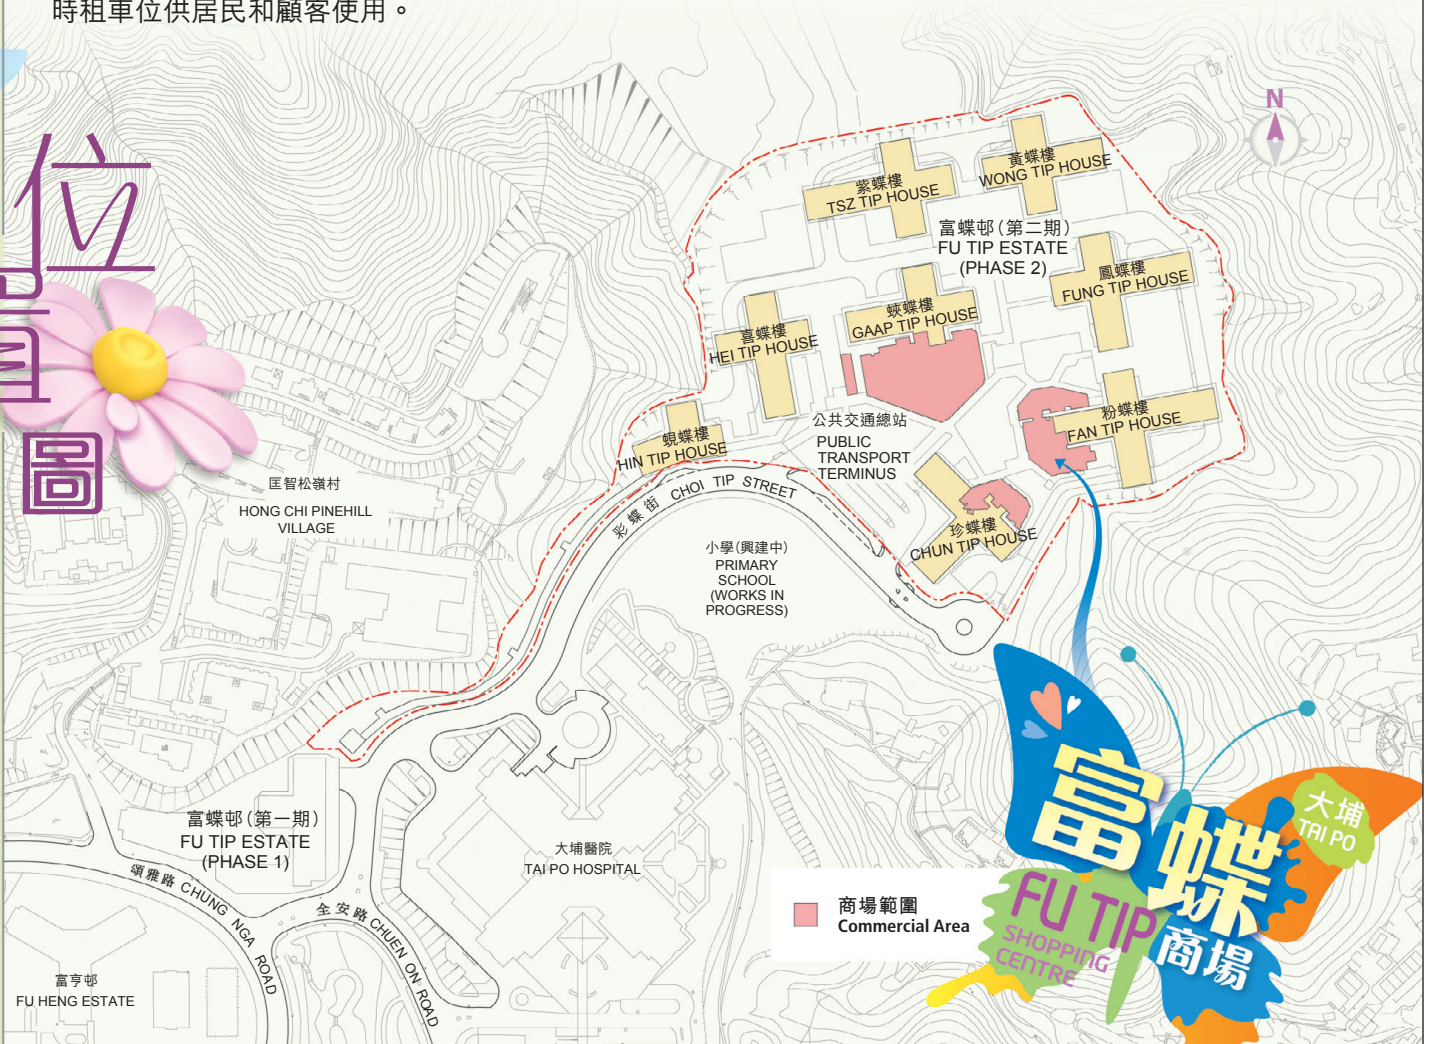 時租車位供居民和顧客使用。
位置圖
N
黃蝶樓
WONG TIP HOUSE
紫蝶樓
TSZ TIP HOUSE
富蝶邨(第二期)
FU TIP ESTATE
(PHASE 2)
鳳蝶樓
FUNG TIP HOUSE
蛺蝶樓
GAAP TIP HOUSE
喜蝶樓
HEI TIP HOUSE
粉蝶樓
FAN TIP HOUSE
公共交通總站
PUBLIC
TRANSPORT
TERMINUS
蜆蝶樓
HIN TIP HOUSE
彩蝶街 CHOI TIP STREET
匡智松嶺村
HONG CHI PINEHILL
VILLAGE
珍蝶樓
CHUN TIP HOUSE
小學(興建中)
PRIMARY
SCHOOL
(WORKS IN
PROGRESS)
富蝶邨(第一期)
FU TIP ESTATE
(PHASE 1)
大埔醫院
TAI PO HOSPITAL
頌雅路 CHUNG NGA ROAD
全安路 CHUEN ON ROAD
富亨邨
FU HENG ESTATE
商場範圍
Commercial Area
大埔
TAI PO
富蝶
商場
FU TIP
SHOPPING
CENTRE